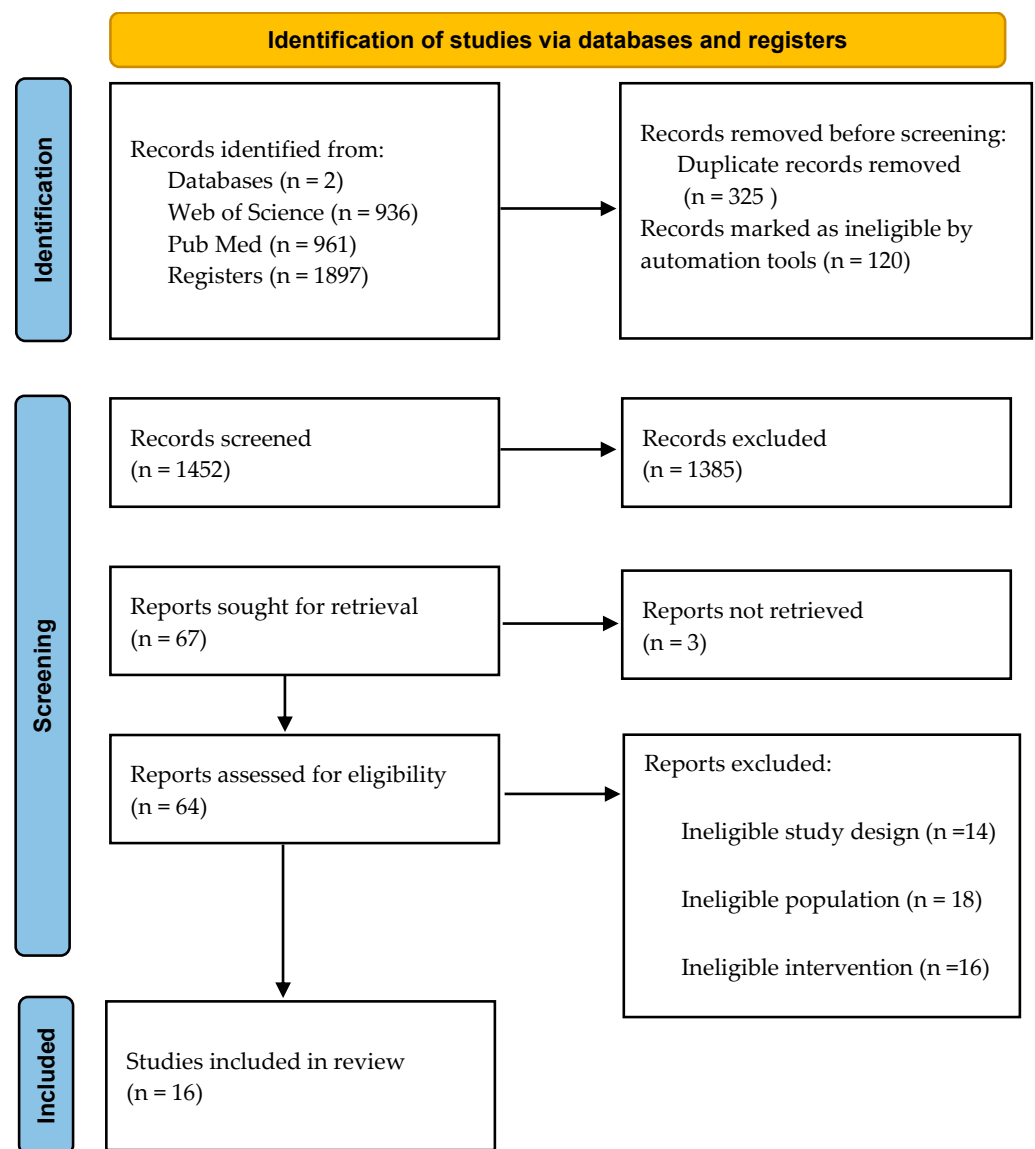 Identification of studies via databases and registers
Identification
Records identified from:
Databases (n = 2)
Web of Science (n = 936)
Pub Med (n = 961)
Registers (n = 1897)
Records removed before screening:
Duplicate records removed
(n = 325 )
Records marked as ineligible by
automation tools (n = 120)
Screening
Records screened
(n = 1452)
Records excluded
(n = 1385)
Reports sought for retrieval
(n = 67)
Reports not retrieved
(n = 3)
Reports assessed for eligibility
(n = 64)
Reports excluded:
Ineligible study design (n =14)
Ineligible population (n = 18)
Ineligible intervention (n =16)
Included
Studies included in review
(n = 16)